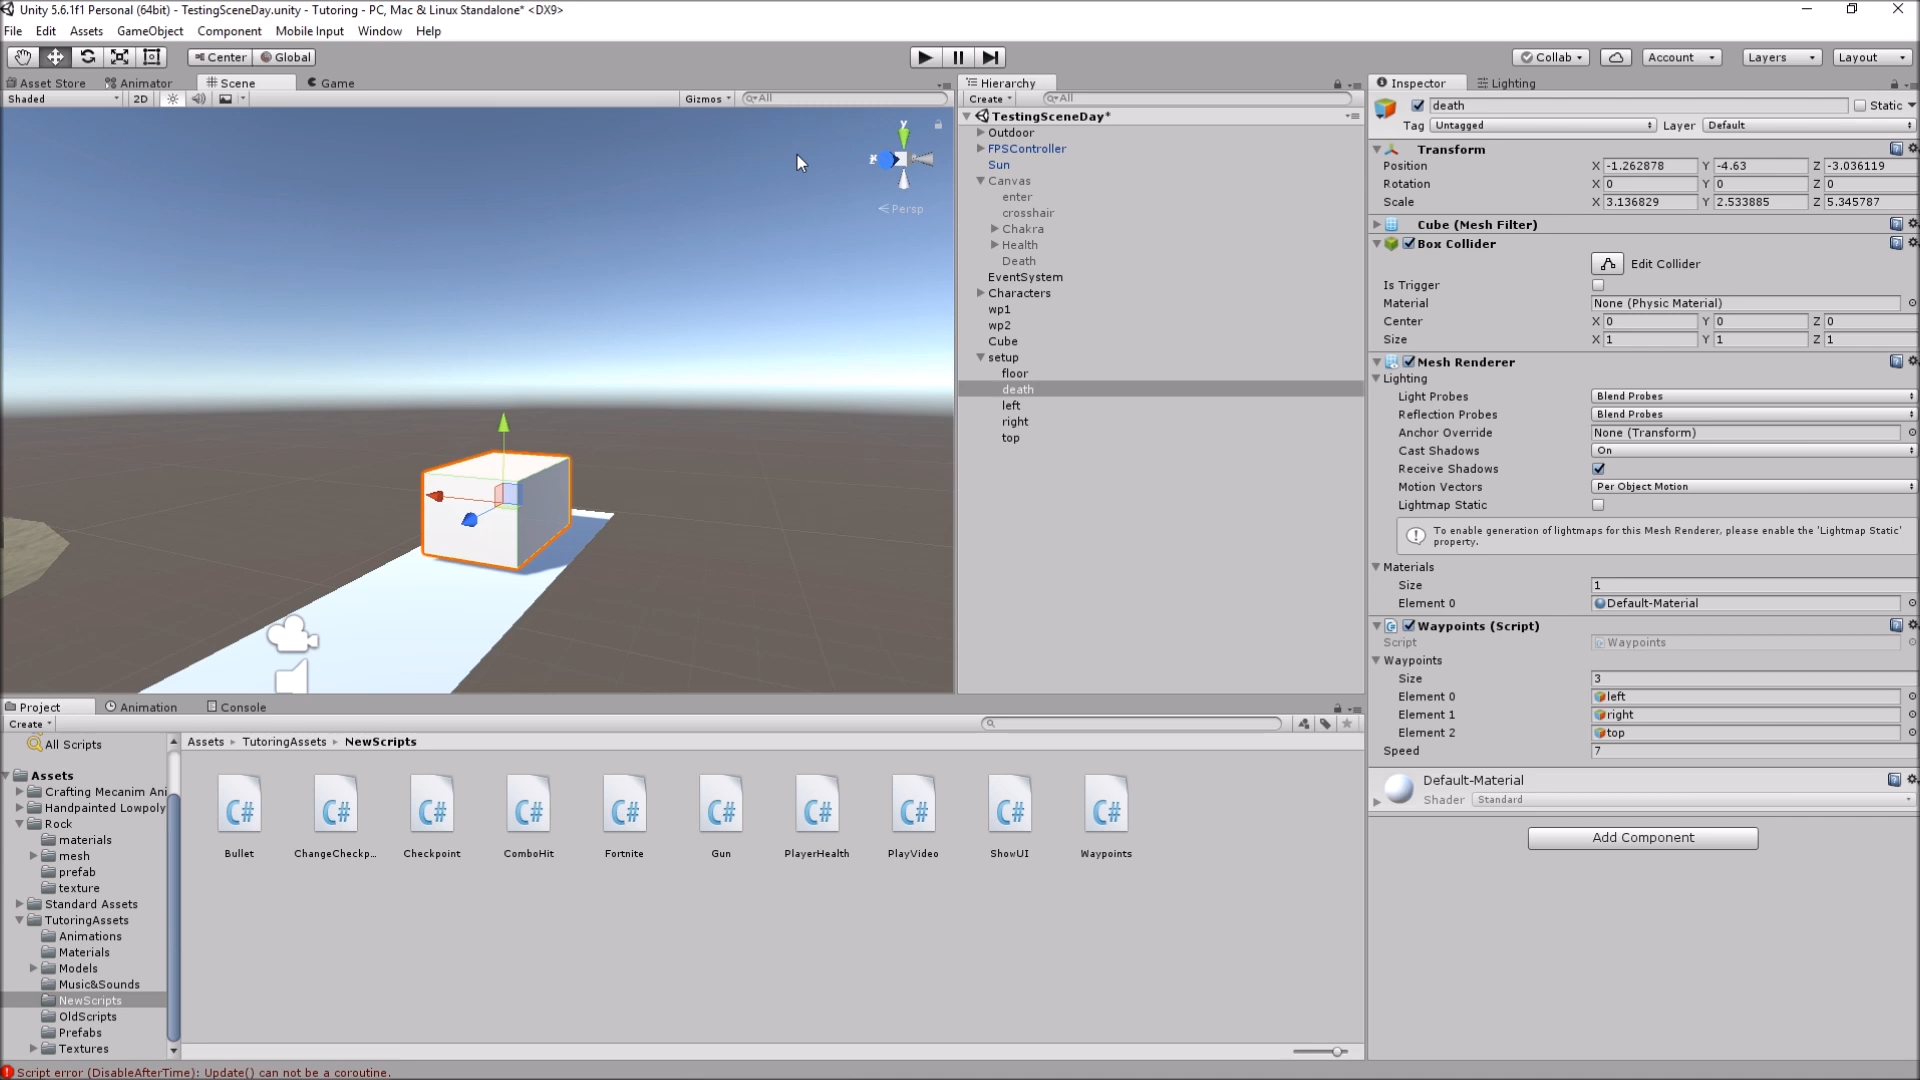 Unity 5.6.1f1 Personal (64bit) - TestingSceneDay.unity - Tutoring - PC, Mac & Linux Standalone* <DX9>
File Edit Assets GameObject Component Mobile Input Window Help
Center Global Collab Account Layers Layout
Asset Store Animator Scene Game
Shaded 2D Gizmos All
y
z
Persp
Hierarchy
Create All
TestingSceneDay*
Outdoor
FPSController
Sun
Canvas
enter
crosshair
Chakra
Health
Death
EventSystem
Characters
wp1
wp2
Cube
setup
floor
death
left
right
top
Inspector Lighting
death Static
Tag Untagged Layer Default
Transform
Position X -1.262878 Y -4.63 Z -3.036119
Rotation X 0 Y 0 Z 0
Scale X 3.136829 Y 2.533885 Z 5.345787
Cube (Mesh Filter)
Box Collider
Edit Collider
Is Trigger
Material None (Physic Material)
Center X 0 Y 0 Z 0
Size X 1 Y 1 Z 1
Mesh Renderer
Lighting
Light Probes Blend Probes
Reflection Probes Blend Probes
Anchor Override None (Transform)
Cast Shadows On
Receive Shadows
Motion Vectors Per Object Motion
Lightmap Static
To enable generation of lightmaps for this Mesh Renderer, please enable the 'Lightmap Static'
property.
Materials
Size 1
Element 0 Default-Material
Waypoints (Script)
Script Waypoints
Waypoints
Size 3
Element 0 left
Element 1 right
Element 2 top
Speed 7
Default-Material
Shader Standard
Add Component
Project Animation Console
Create
All Scripts
Assets
Crafting Mecanim Ani
Handpainted Lowpoly
Rock
materials
mesh
prefab
texture
Standard Assets
TutoringAssets
Animations
Materials
Models
Music&Sounds
NewScripts
OldScripts
Prefabs
Textures
Assets TutoringAssets NewScripts
C# C# C# C# C# C# C# C# C# C#
Bullet ChangeCheckp... Checkpoint ComboHit Fortnite Gun PlayerHealth PlayVideo ShowUI Waypoints
Script error (DisableAfterTime): Update() can not be a coroutine.